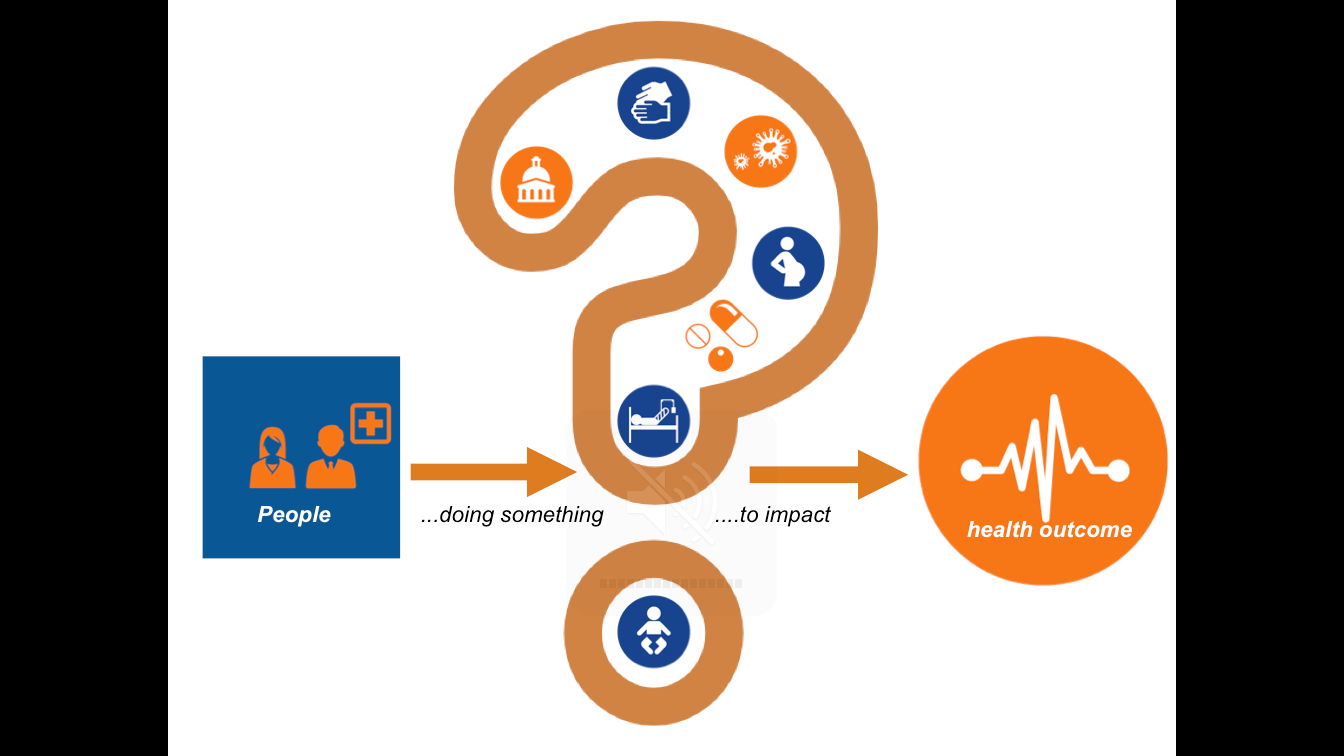 People
...doing something
....to impact
health outcome